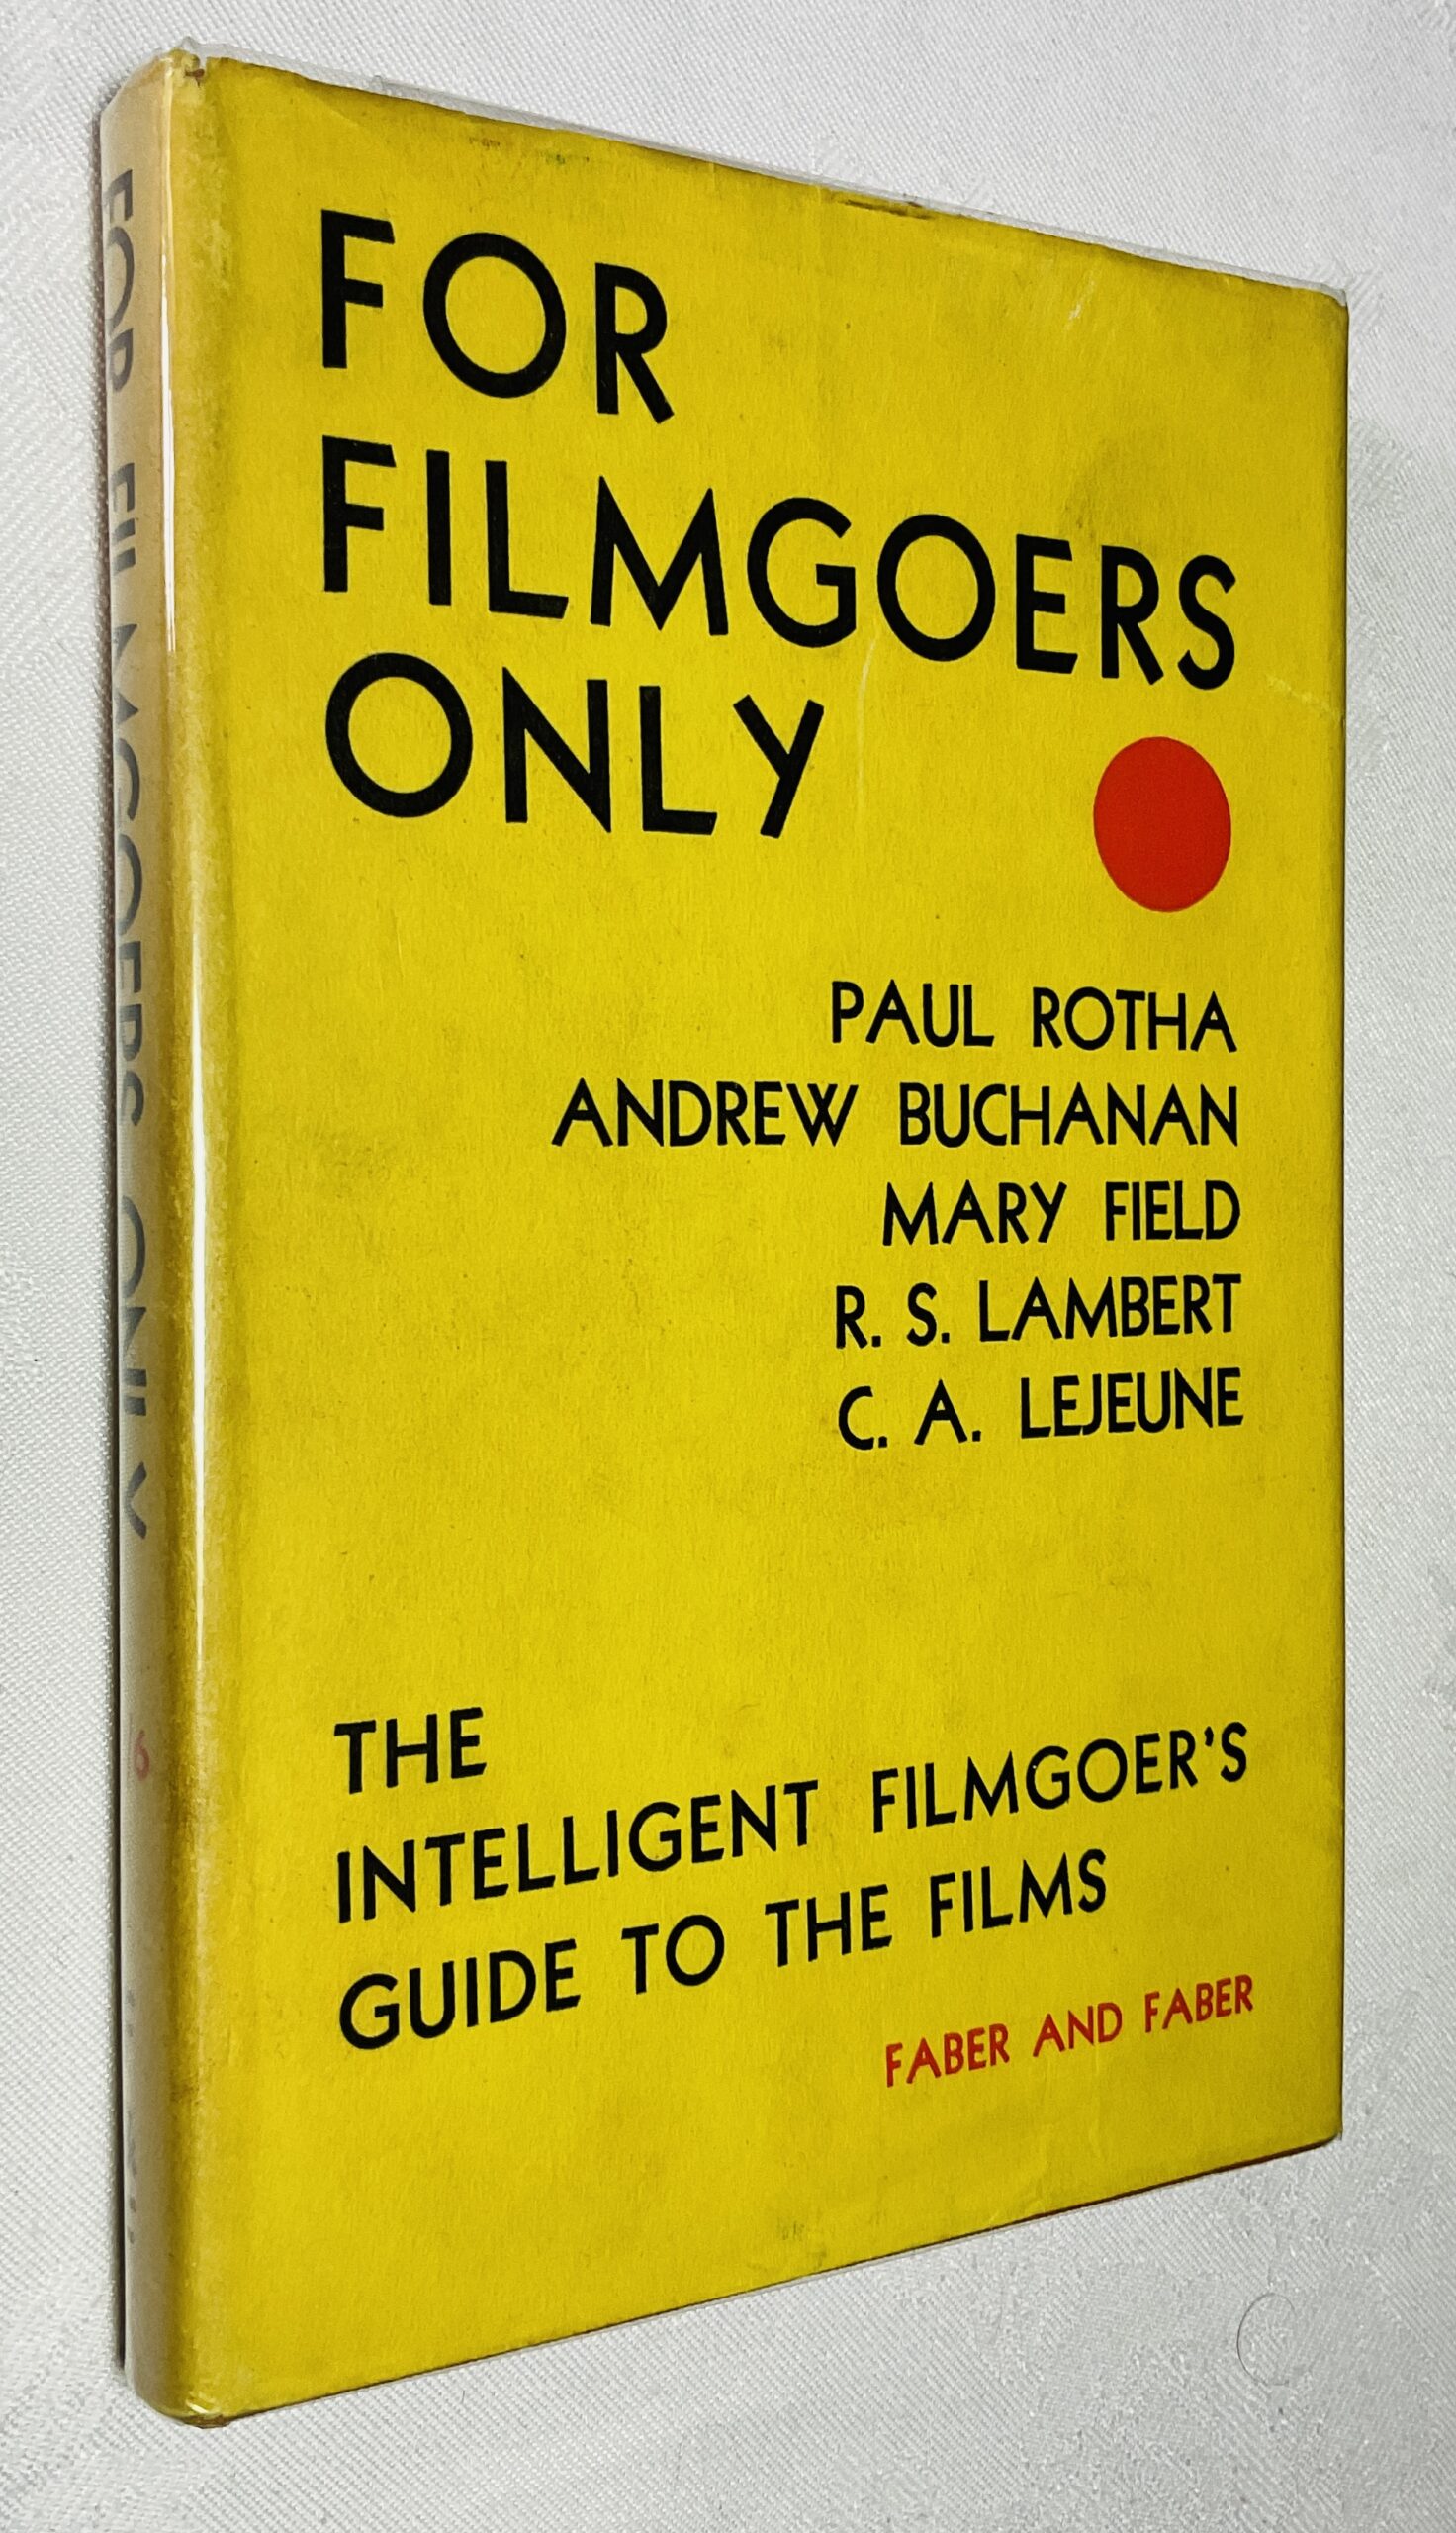 FOR
FILMGOERS
ONLY
PAUL ROTHA
ANDREW BUCHANAN
MARY FIELD
R. S. LAMBERT
C. A. LEJEUNE
THE
INTELLIGENT FILMGOER'S
GUIDE TO THE FILMS
FABER AND FABER
FOR FILMGOERS ONLY
6